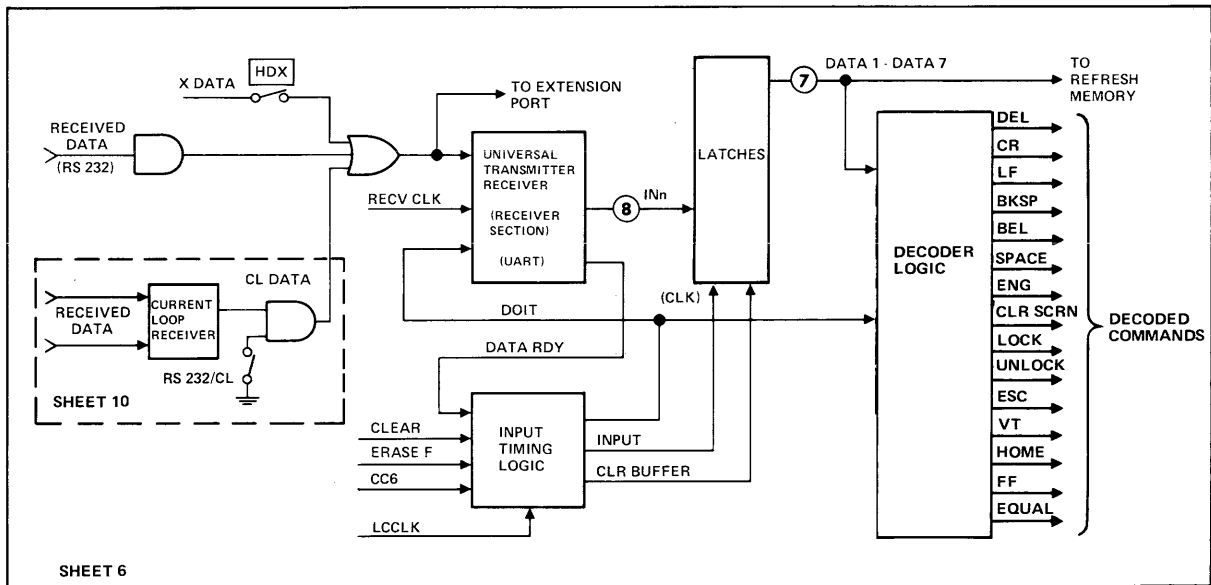 X DATA
HDX
RECEIVED
DATA
(RS 232)
TO EXTENSION
PORT
UNIVERSAL
TRANSMITTER
RECEIVER
(RECEIVER
SECTION)
(UART)
RECV CLK
8
INn
LATCHES
7
DATA 1 - DATA 7
TO
REFRESH
MEMORY
DECODER
LOGIC
DEL
CR
LF
BKSP
BEL
SPACE
ENG
CLR SCRN
LOCK
UNLOCK
ESC
VT
HOME
FF
EQUAL
DECODED
COMMANDS
CL DATA
RECEIVED
DATA
CURRENT
LOOP
RECEIVER
RS 232/CL
SHEET 10
(CLK)
DOIT
DATA RDY
CLEAR
ERASE F
CC6
LCCLK
INPUT
TIMING
LOGIC
INPUT
CLR BUFFER
SHEET 6